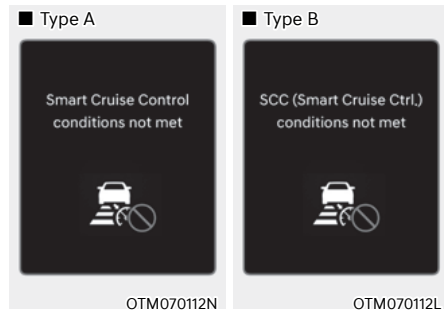 ■ Type A
Smart Cruise Control
conditions not met
OTM070112N
■ Type B
SCC (Smart Cruise Ctrl.)
conditions not met
OTM070112L